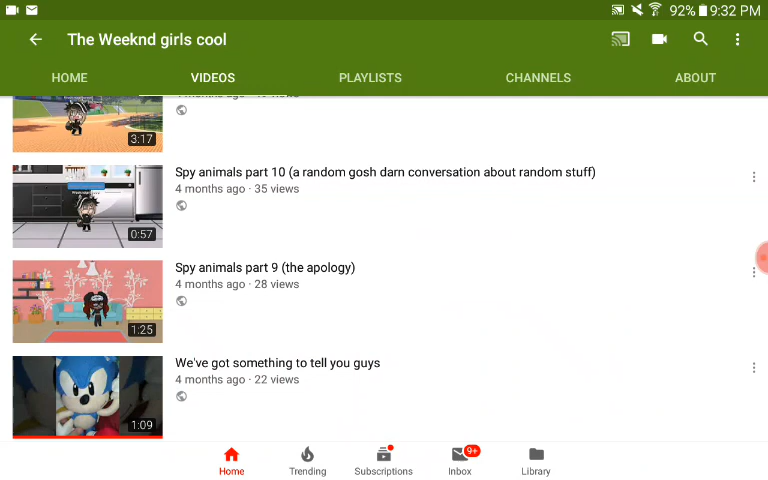 92% 9:32 PM
The Weeknd girls cool
HOME VIDEOS PLAYLISTS CHANNELS ABOUT
4 months ago
3:17
Spy animals part 10 (a random gosh darn conversation about random stuff)
4 months ago · 35 views
0:57
Spy animals part 9 (the apology)
4 months ago · 28 views
1:25
We've got something to tell you guys
4 months ago · 22 views
1:09
9+
Home Trending Subscriptions Inbox Library